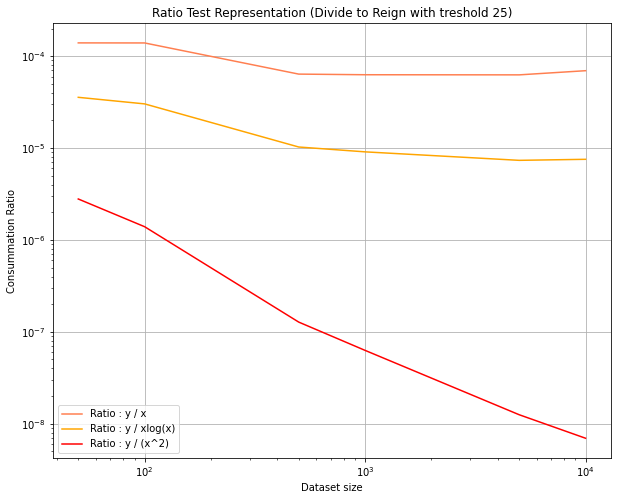 Ratio Test Representation (Divide to Reign with treshold 25)
Consummation Ratio
10^-4
10^-5
10^-6
10^-7
10^-8
Ratio : y / x
Ratio : y / xlog(x)
Ratio : y / (x^2)
10^2
10^3
10^4
Dataset size